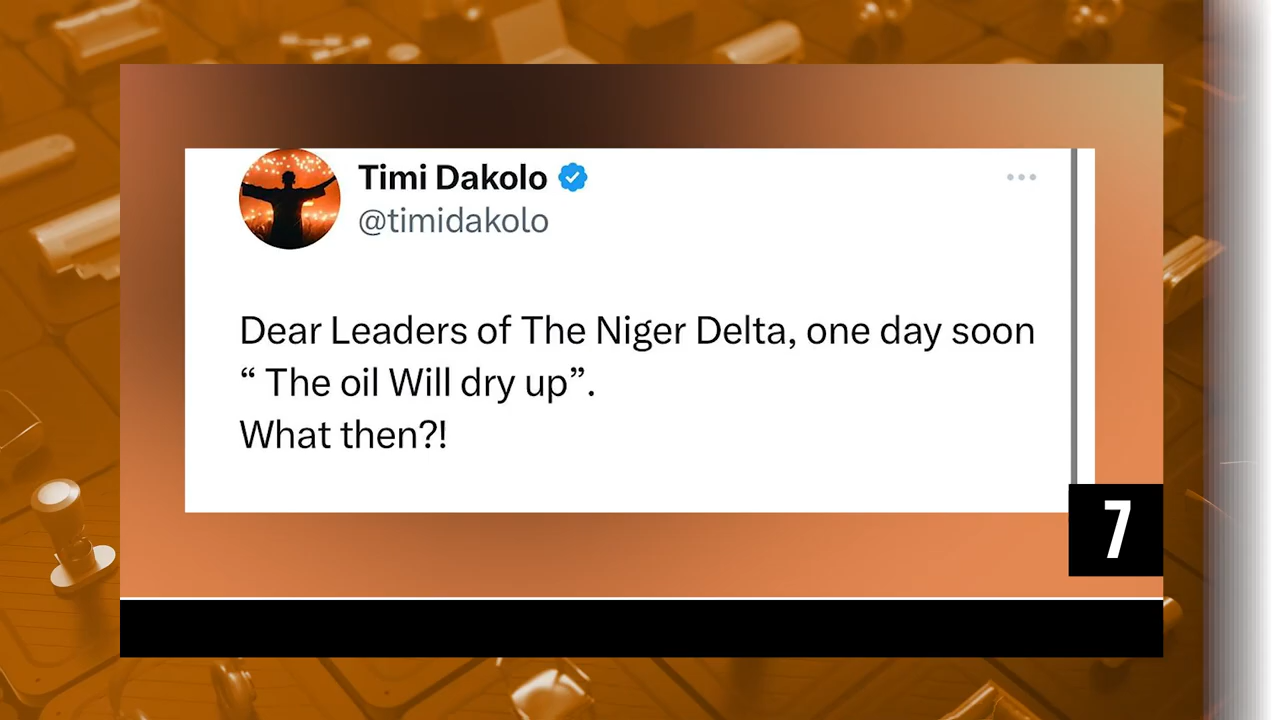 Timi Dakolo
@timidakolo
Dear Leaders of The Niger Delta, one day soon
“ The oil Will dry up”.
What then?!
7